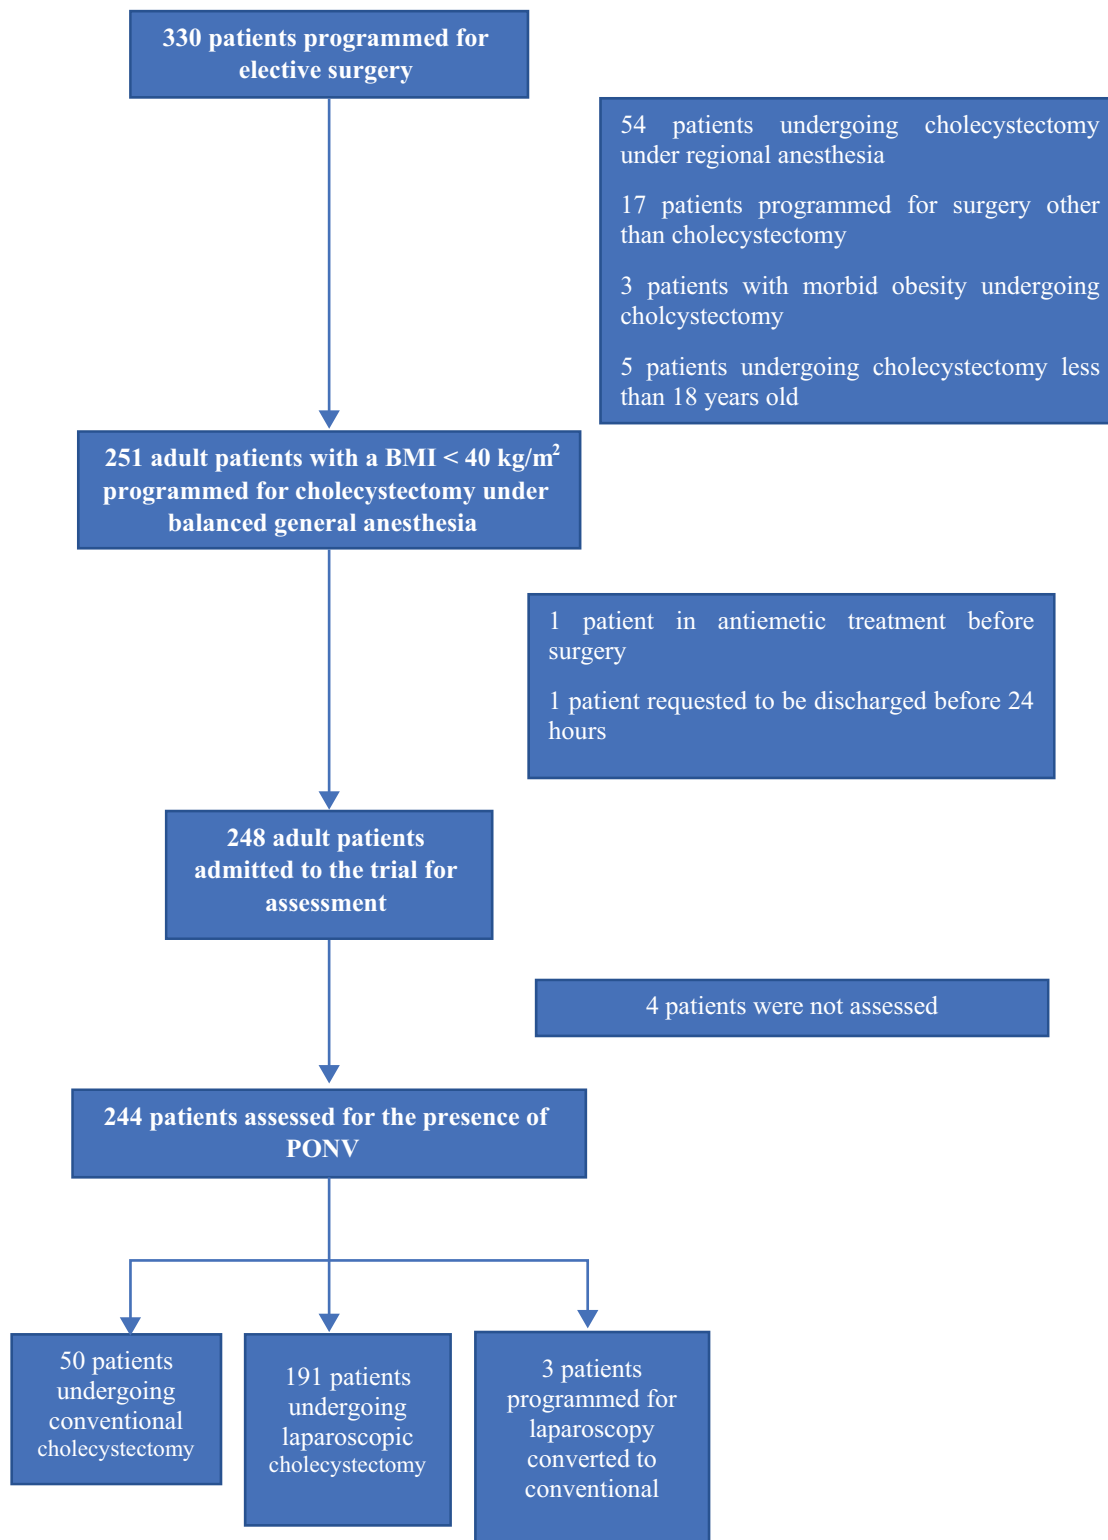 330 patients programmed for
elective surgery
54 patients undergoing cholecystectomy
under regional anesthesia
17 patients programmed for surgery other
than cholecystectomy
3 patients with morbid obesity undergoing
cholcystectomy
5 patients undergoing cholecystectomy less
than 18 years old
251 adult patients with a BMI < 40 kg/m²
programmed for cholecystectomy under
balanced general anesthesia
1 patient in antiemetic treatment before
surgery
1 patient requested to be discharged before 24
hours
248 adult patients
admitted to the trial for
assessment
4 patients were not assessed
244 patients assessed for the presence of
PONV
50 patients
undergoing
conventional
cholecystectomy
191 patients
undergoing
laparoscopic
cholecystectomy
3 patients
programmed for
laparoscopy
converted to
conventional